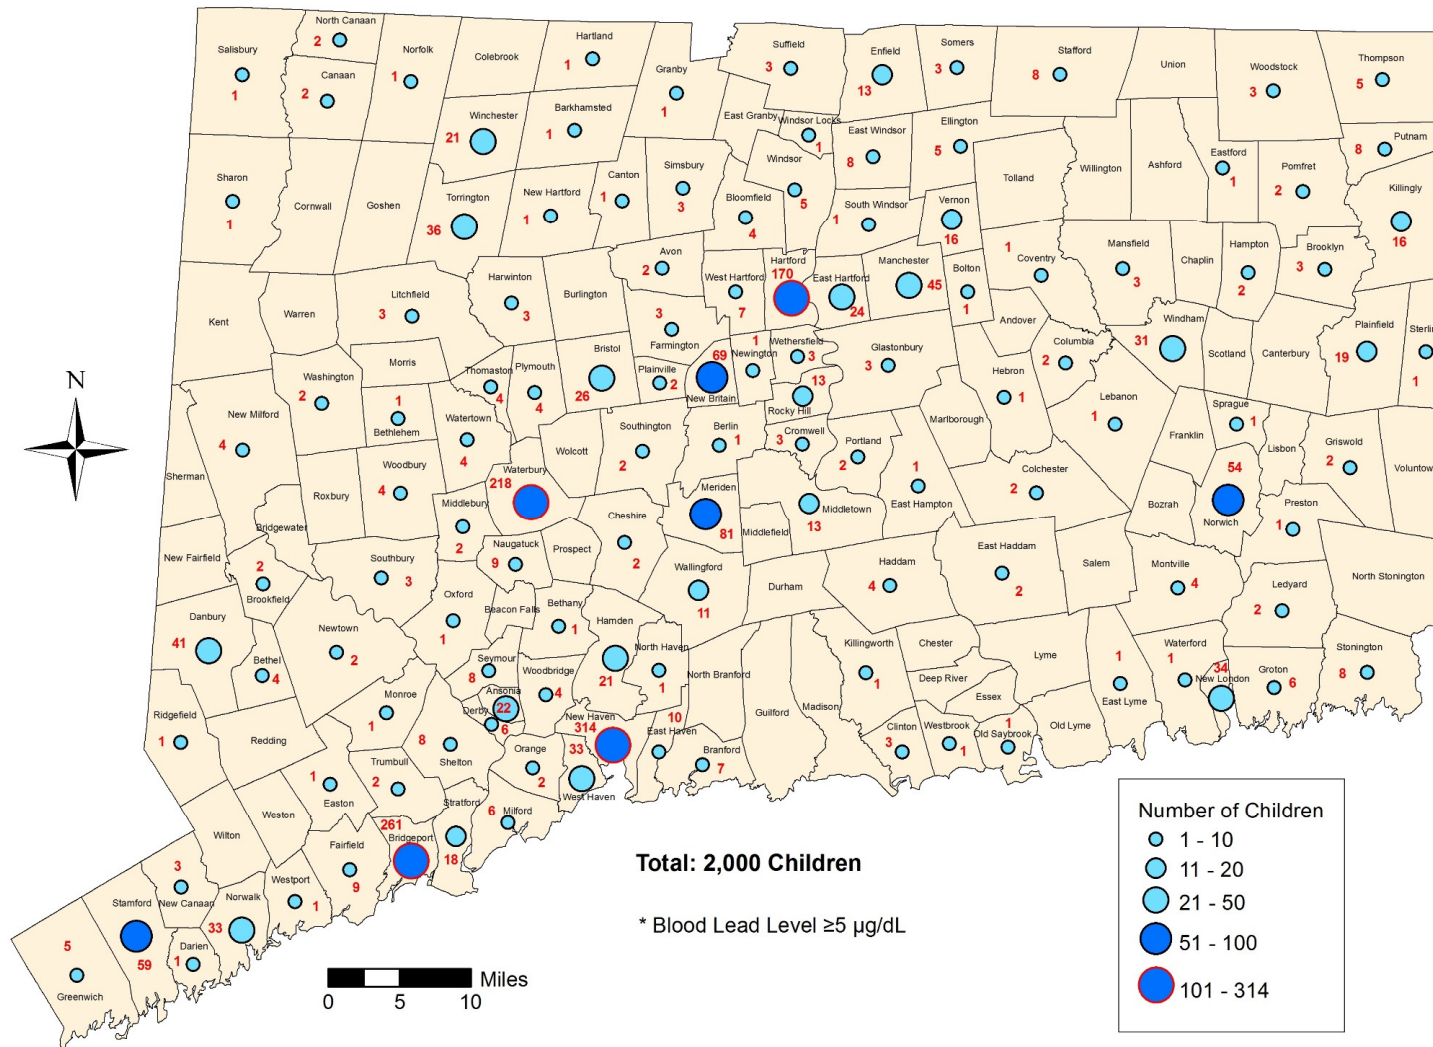 North Canaan
2
Salisbury
1
Canaan
2
Norfolk
1
Colebrook
Hartland
1
Granby
1
Suffield
3
Enfield
13
Somers
3
Stafford
8
Union
Woodstock
3
Thompson
5
Winchester
21
Barkhamsted
1
East Granby
Windsor Locks
1
East Windsor
8
Ellington
5
Willington
Ashford
Eastford
1
Pomfret
2
Putnam
8
Killingly
16
Sharon
1
Cornwall
Goshen
Torrington
36
New Hartford
1
Canton
1
Simsbury
3
Bloomfield
4
Windsor
5
South Windsor
1
Vernon
16
Tolland
Avon
2
West Hartford
7
Hartford
170
East Hartford
24
Manchester
45
Bolton
1
Coventry
1
Mansfield
3
Chaplin
Hampton
2
Brooklyn
3
Kent
Warren
Litchfield
3
Harwinton
3
Burlington
Farmington
3
Bristol
26
Plainville
2
New Britain
69
Newington
1
Wethersfield
3
Rocky Hill
13
Glastonbury
3
Andover
Hebron
1
Columbia
2
Windham
31
Scotland
Canterbury
Plainfield
19
Sterlin
1
Morris
Washington
2
Bethlehem
1
Thomaston
4
Plymouth
4
Watertown
4
N
New Milford
4
Sherman
Roxbury
Woodbury
4
Wolcott
Southington
2
Berlin
1
Cromwell
3
Portland
2
Marlborough
East Hampton
1
Lebanon
1
Colchester
2
Franklin
Sprague
1
Lisbon
Griswold
2
Voluntow
Bozrah
54
Norwich
Preston
1
Waterbury
218
Middlebury
2
Bridgewater
Southbury
3
Naugatuck
9
Prospect
Cheshire
2
Meriden
81
Middlefield
Middletown
13
New Fairfield
Brookfield
2
Oxford
1
Beacon Falls
Bethany
1
Wallingford
11
Durham
Haddam
4
East Haddam
2
Salem
Montville
4
Ledyard
2
North Stonington
Danbury
41
Bethel
4
Newtown
2
Seymour
8
Ansonia
22
Derby
6
Woodbridge
4
Hamden
21
North Haven
1
North Branford
Guilford
Madison
Killingworth
1
Chester
Deep River
Essex
Lyme
Old Lyme
East Lyme
1
Waterford
1
34
New London
Groton
6
Stonington
8
Ridgefield
1
Redding
Monroe
1
Shelton
8
Orange
2
New Haven
314
West Haven
33
East Haven
10
Branford
7
Clinton
3
Westbrook
1
Old Saybrook
1
Easton
1
Trumbull
2
Stratford
18
Milford
6
Weston
Wilton
Fairfield
9
261
Bridgeport
Westport
1
Norwalk
33
3
New Canaan
Stamford
59
Darien
1
5
Greenwich
Total: 2,000 Children
* Blood Lead Level ≥5 µg/dL
Miles
0 5 10
Number of Children
1 - 10
11 - 20
21 - 50
51 - 100
101 - 314